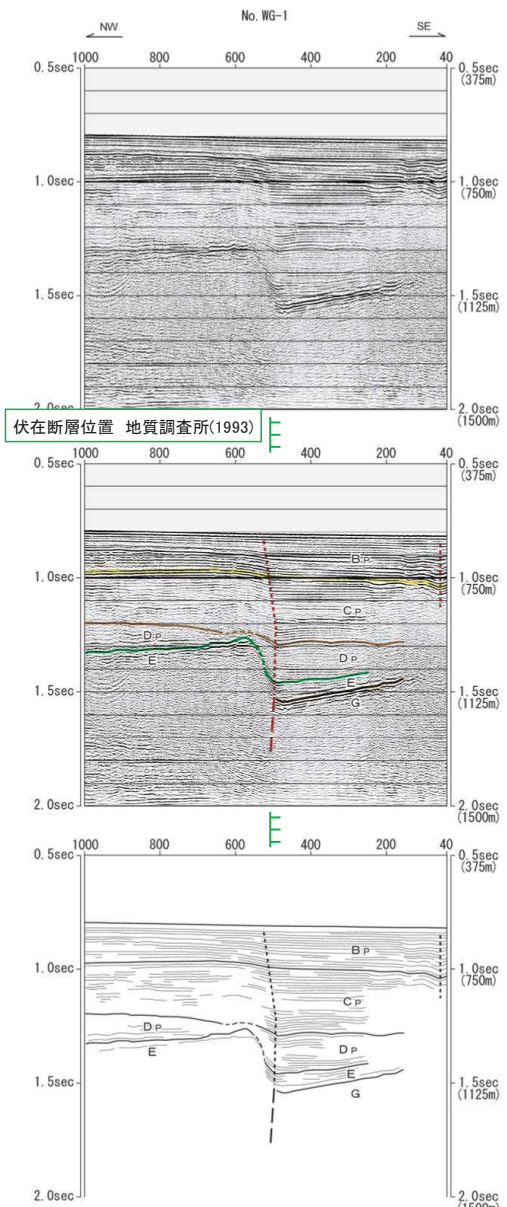 No. WG-1
NW
SE
1000 800 600 400 200 40
0.5sec
0.5sec
(375m)
1.0sec
1.0sec
(750m)
1.5sec
1.5sec
(1125m)
2.0sec
2.0sec
(1500m)
伏在断層位置 地質調査所(1993)
1000 800 600 400 200 40
0.5sec
0.5sec
(375m)
BP
1.0sec
1.0sec
(750m)
CP
DP
DP
E
E
1.5sec
G
1.5sec
(1125m)
2.0sec
2.0sec
(1500m)
1000 800 600 400 200 40
0.5sec
0.5sec
(375m)
BP
1.0sec
1.0sec
(750m)
CP
DP
DP
E
E
1.5sec
G
1.5sec
(1125m)
2.0sec
2.0sec
(1500m)